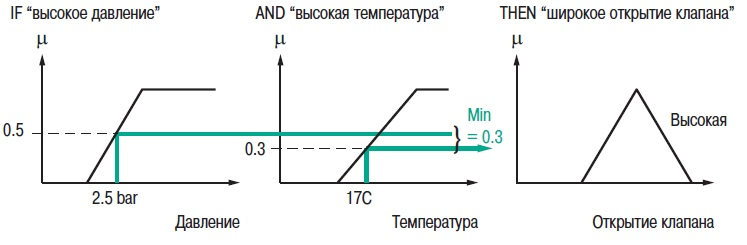 IF “высокое давление”
AND “высокая температура”
THEN “широкое открытие клапана”
μ
μ
μ
0.5
0.3
Min
= 0.3
}
Высокая
2.5 bar
17C
Давление
Температура
Открытие клапана